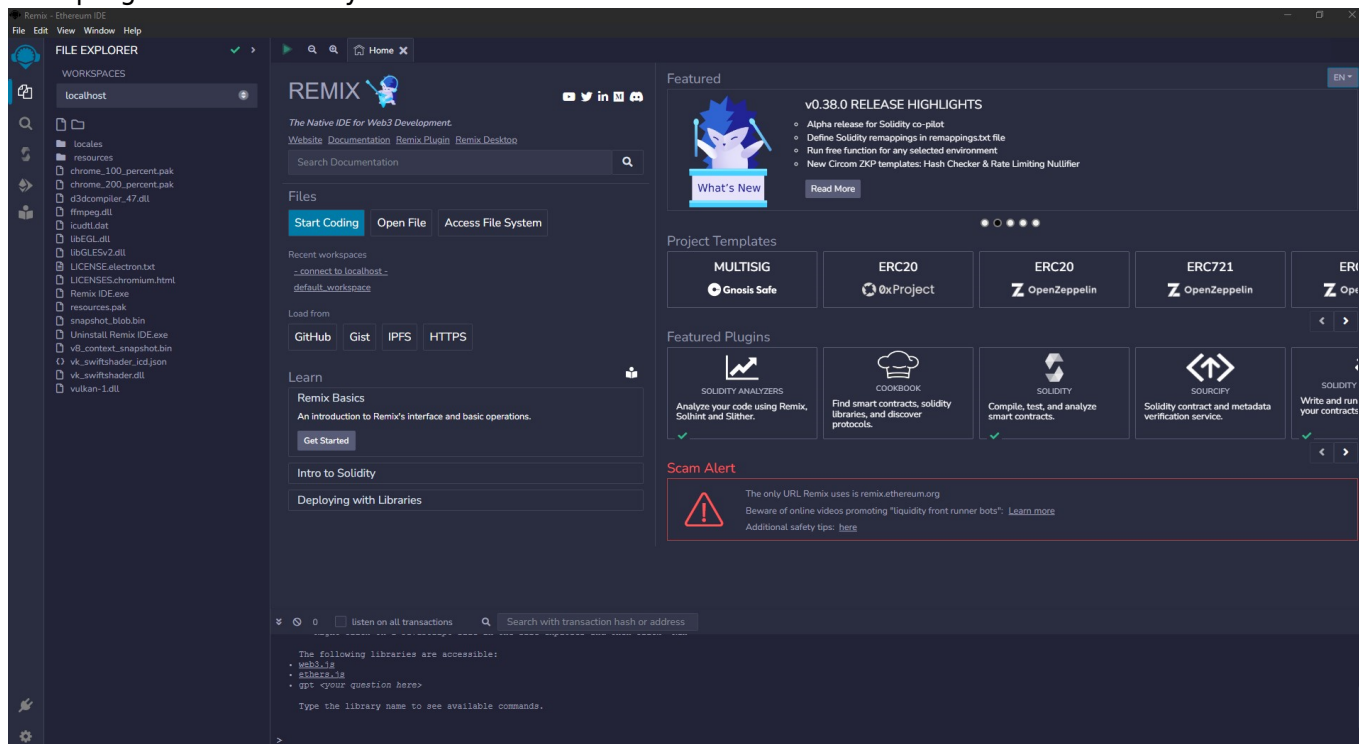 Remix - Ethereum IDE
File Edit View Window Help
FILE EXPLORER
WORKSPACES
localhost
locales
resources
chrome_100_percent.pak
chrome_200_percent.pak
d3dcompiler_47.dll
ffmpeg.dll
icudtl.dat
libEGL.dll
libGLESv2.dll
LICENSE.electron.txt
LICENSES.chromium.html
Remix IDE.exe
resources.pak
snapshot_blob.bin
Uninstall Remix IDE.exe
v8_context_snapshot.bin
vk_swiftshader_icd.json
vk_swiftshader.dll
vulkan-1.dll
Home
REMIX
The Native IDE for Web3 Development.
Website Documentation Remix Plugin Remix Desktop
Search Documentation
Files
Start Coding Open File Access File System
Recent workspaces
- connect to localhost -
default_workspace
Load from
GitHub Gist IPFS HTTPS
Learn
Remix Basics
An introduction to Remix's interface and basic operations.
Get Started
Intro to Solidity
Deploying with Libraries
Featured
EN
What's New
v0.38.0 RELEASE HIGHLIGHTS
Alpha release for Solidity co-pilot
Define Solidity remappings in remappings.txt file
Run free function for any selected environment
New Circom ZKP templates: Hash Checker & Rate Limiting Nullifier
Read More
Project Templates
MULTISIG
Gnosis Safe
ERC20
0xProject
ERC20
OpenZeppelin
ERC721
OpenZeppelin
Featured Plugins
SOLIDITY ANALYZERS
Analyze your code using Remix,
Solhint and Slither.
COOKBOOK
Find smart contracts, solidity
libraries, and discover
protocols.
SOLIDITY
Compile, test, and analyze
smart contracts.
SOURCIFY
Solidity contract and metadata
verification service.
SOLIDITY
Write and run
your contracts
Scam Alert
The only URL Remix uses is remix.ethereum.org
Beware of online videos promoting "liquidity front runner bots": Learn more
Additional safety tips: here
0 listen on all transactions Search with transaction hash or address
The following libraries are accessible:
web3.js
ethers.js
gpt <your question here>
Type the library name to see available commands.
>